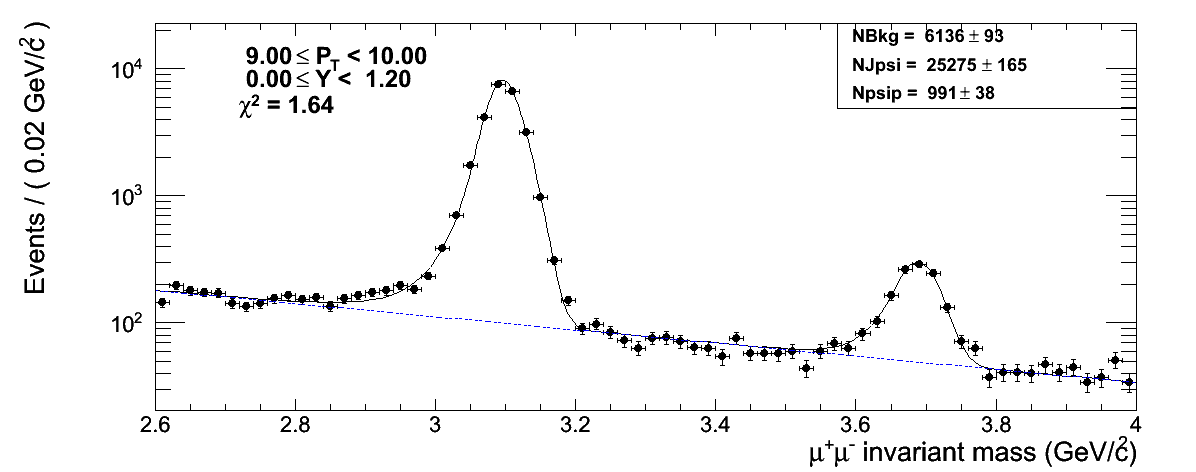 Events / ( 0.02 GeV/c² )
9.00 ≤ P_T < 10.00
0.00 ≤ Y < 1.20
χ² = 1.64
NBkg = 6136 ± 93
NJpsi = 25275 ± 165
Npsip = 991 ± 38
10⁴
10³
10²
2.6 2.8 3 3.2 3.4 3.6 3.8 4
μ⁺μ⁻ invariant mass (GeV/c²)